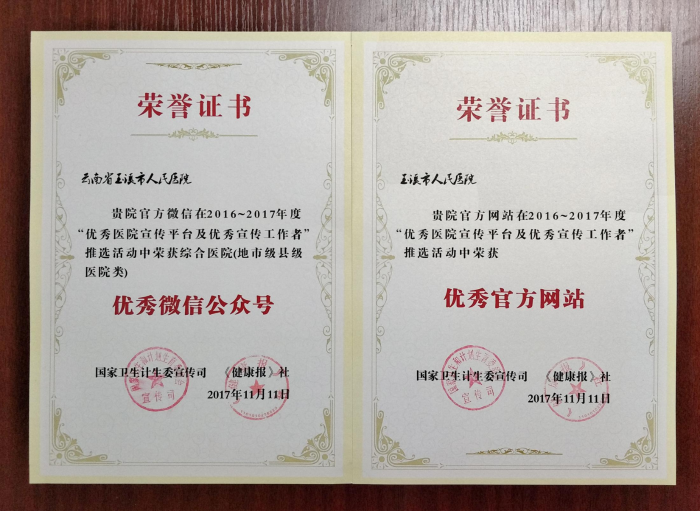 荣誉证书
云南省玉溪市人民医院
贵院官方微信在2016~2017年度
“优秀医院宣传平台及优秀宣传工作者”
推选活动中荣获综合医院(地市级县级
医院类)
优秀微信公众号
国家卫生计生委宣传司 《健康报》社
宣传司
2017年11月11日
荣誉证书
玉溪市人民医院
贵院官方网站在2016~2017年度
“优秀医院宣传平台及优秀宣传工作者”
推选活动中荣获
优秀官方网站
国家卫生计生委宣传司 《健康报》社
宣传司
2017年11月11日